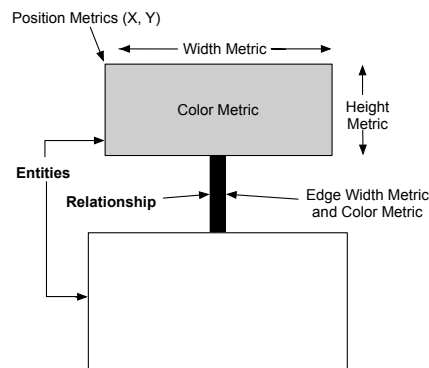 Position Metrics (X, Y)
Width Metric
Color Metric
Height
Metric
Entities
Relationship
Edge Width Metric
and Color Metric